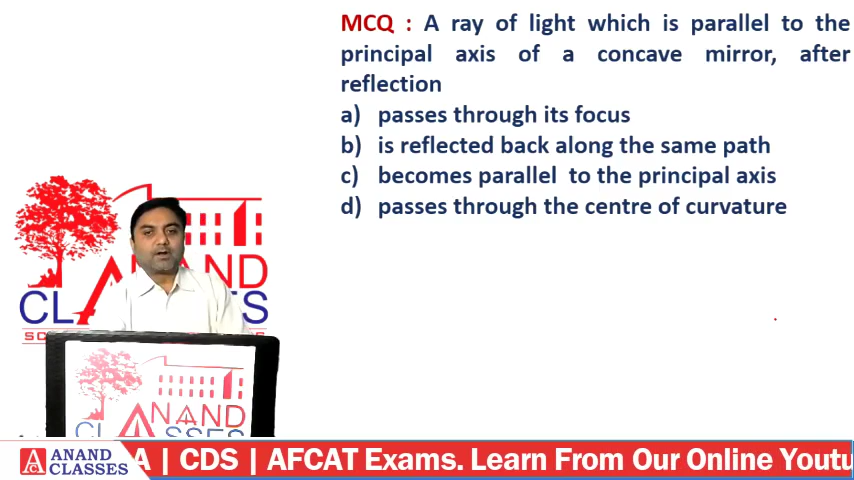 MCQ : A ray of light which is parallel to the
principal axis of a concave mirror, after
reflection
a) passes through its focus
b) is reflected back along the same path
c) becomes parallel to the principal axis
d) passes through the centre of curvature
ANAND
CLASSES
ANAND
CLASSES
ANAND
CLASSES
A | CDS | AFCAT Exams. Learn From Our Online Youtu